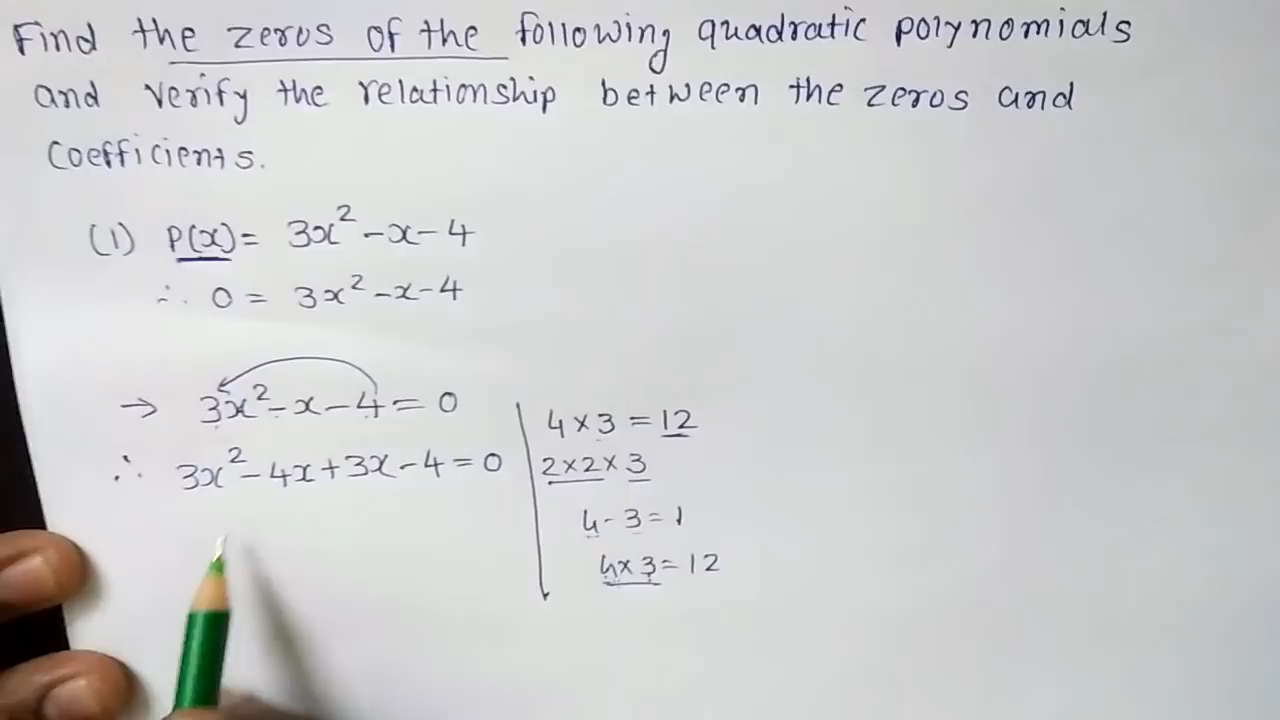 Find the zeros of the following quadratic polynomials
and verify the relationship between the zeros and
coefficients.
(1) P(x) = 3x² - x - 4
∴ 0 = 3x² - x - 4
→ 3x² - x - 4 = 0
∴ 3x² - 4x + 3x - 4 = 0
4 × 3 = 12
2 × 2 × 3
4 - 3 = 1
4 × 3 = 12